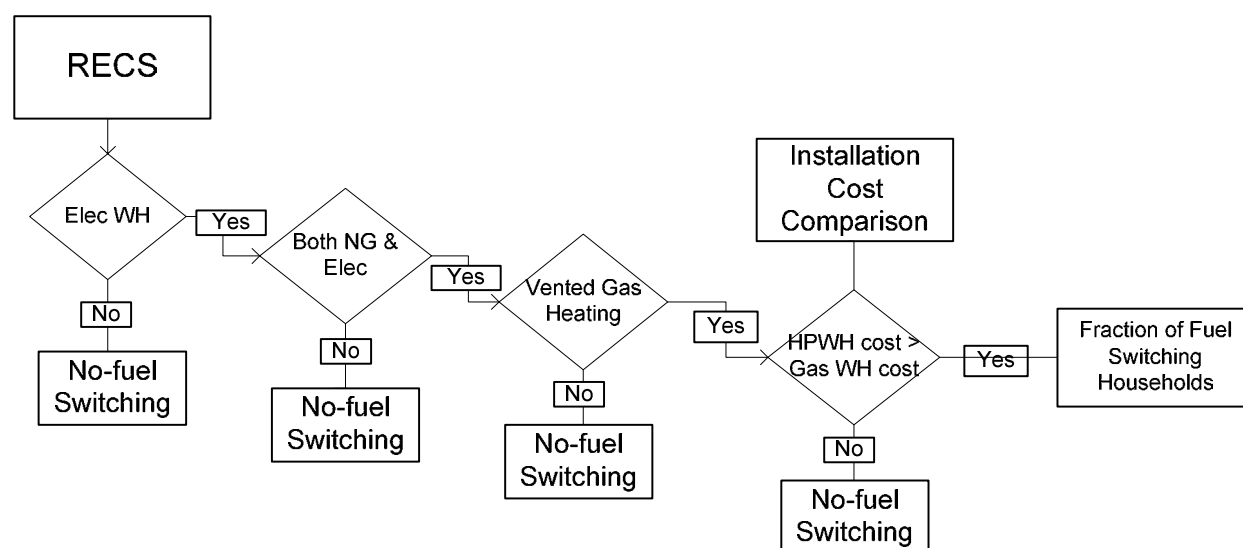 RECS
Elec WH
Yes
No
No-fuel
Switching
Both NG &
Elec
Yes
No
No-fuel
Switching
Vented Gas
Heating
Yes
No
No-fuel
Switching
Installation
Cost
Comparison
HPWH cost >
Gas WH cost
Yes
No
No-fuel
Switching
Fraction of Fuel
Switching
Households